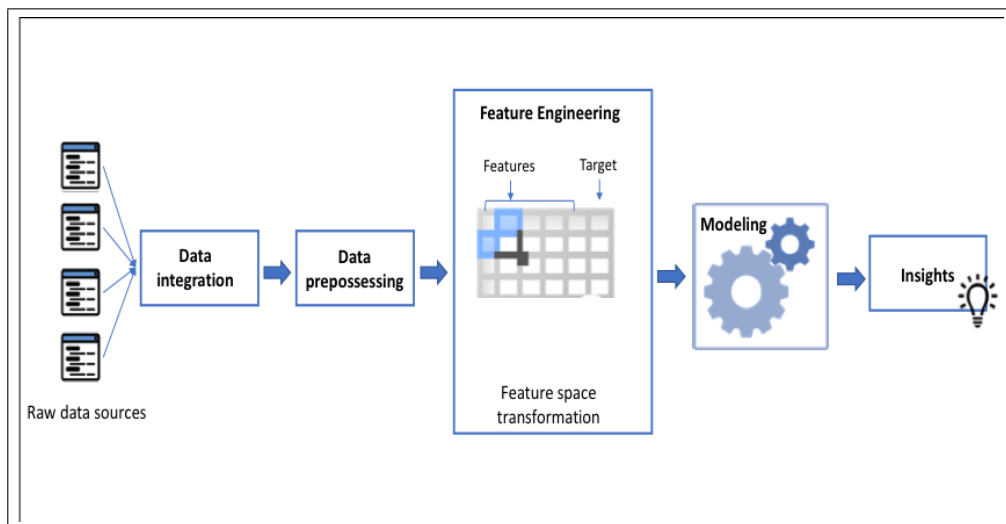 Raw data sources
Data
integration
Data
prepossessing
Feature Engineering
Features
Target
Feature space
transformation
Modeling
Insights